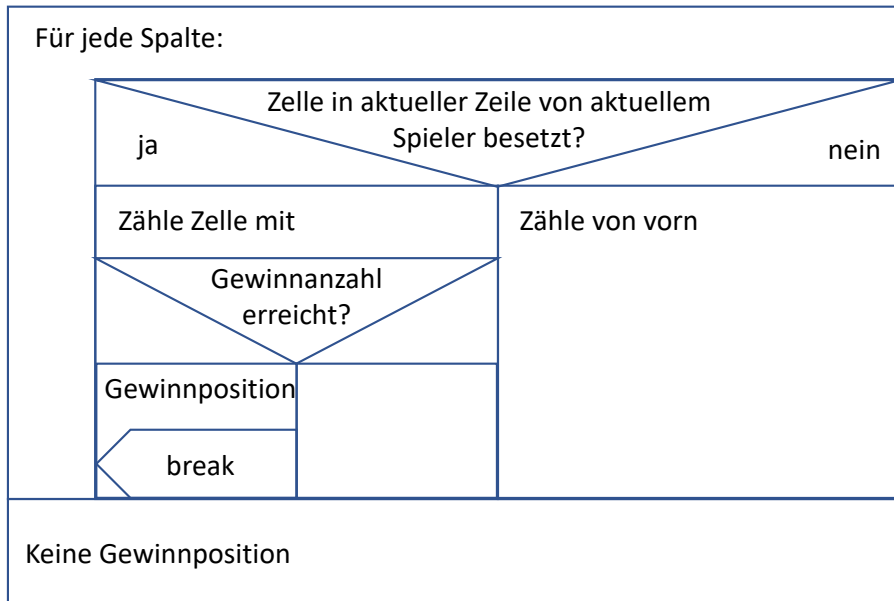 Für jede Spalte:
Zelle in aktueller Zeile von aktuellem
Spieler besetzt?
ja
nein
Zähle Zelle mit
Zähle von vorn
Gewinnanzahl
erreicht?
Gewinnposition
break
Keine Gewinnposition